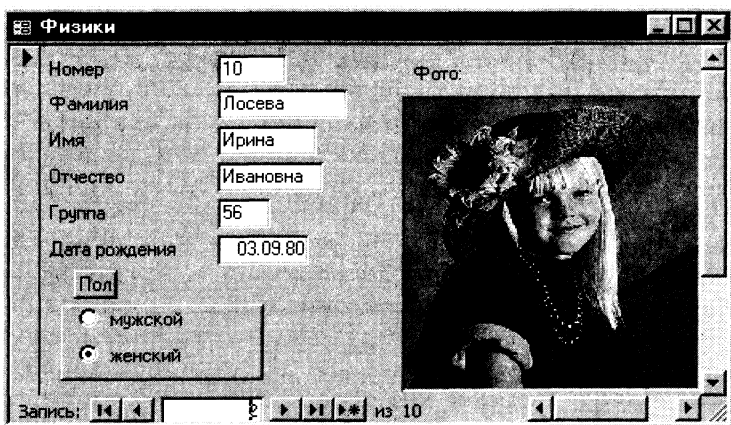 Физики
Номер 10
Фото:
Фамилия Лосева
Имя Ирина
Отчество Ивановна
Группа 56
Дата рождения 03.09.80
Пол
мужской
женский
Запись: из 10